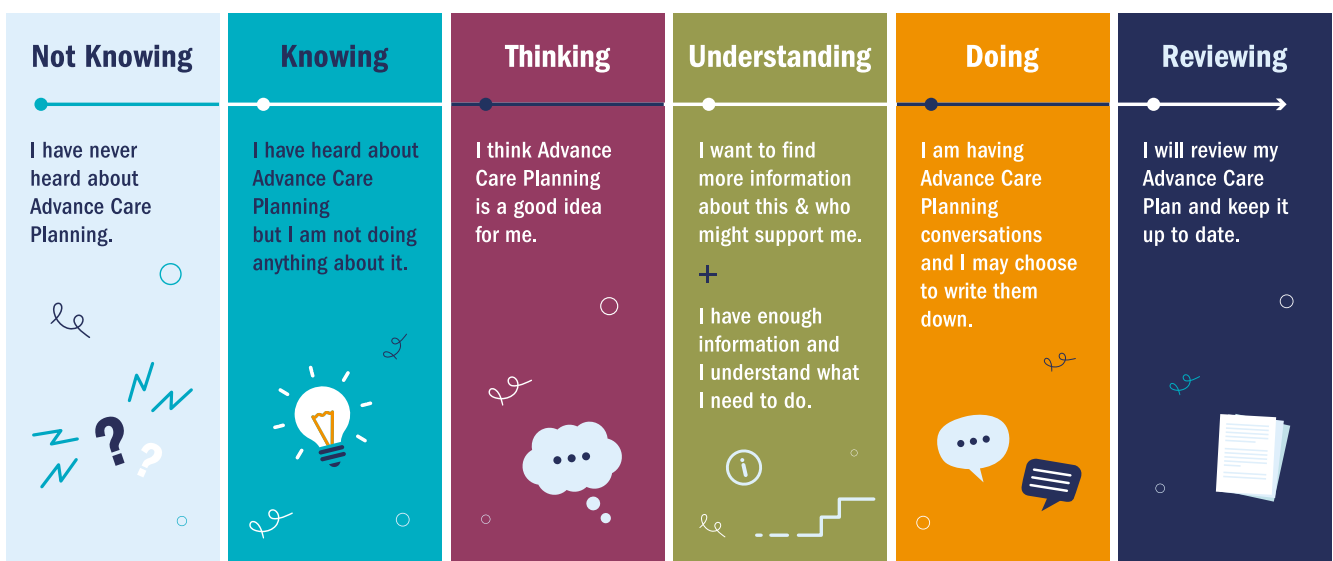 Not Knowing
I have never
heard about
Advance Care
Planning.
Knowing
I have heard about
Advance Care
Planning
but I am not doing
anything about it.
Thinking
I think Advance
Care Planning
is a good idea
for me.
Understanding
I want to find
more information
about this & who
might support me.
+
I have enough
information and
I understand what
I need to do.
Doing
I am having
Advance Care
Planning
conversations
and I may choose
to write them
down.
Reviewing
I will review my
Advance Care
Plan and keep it
up to date.